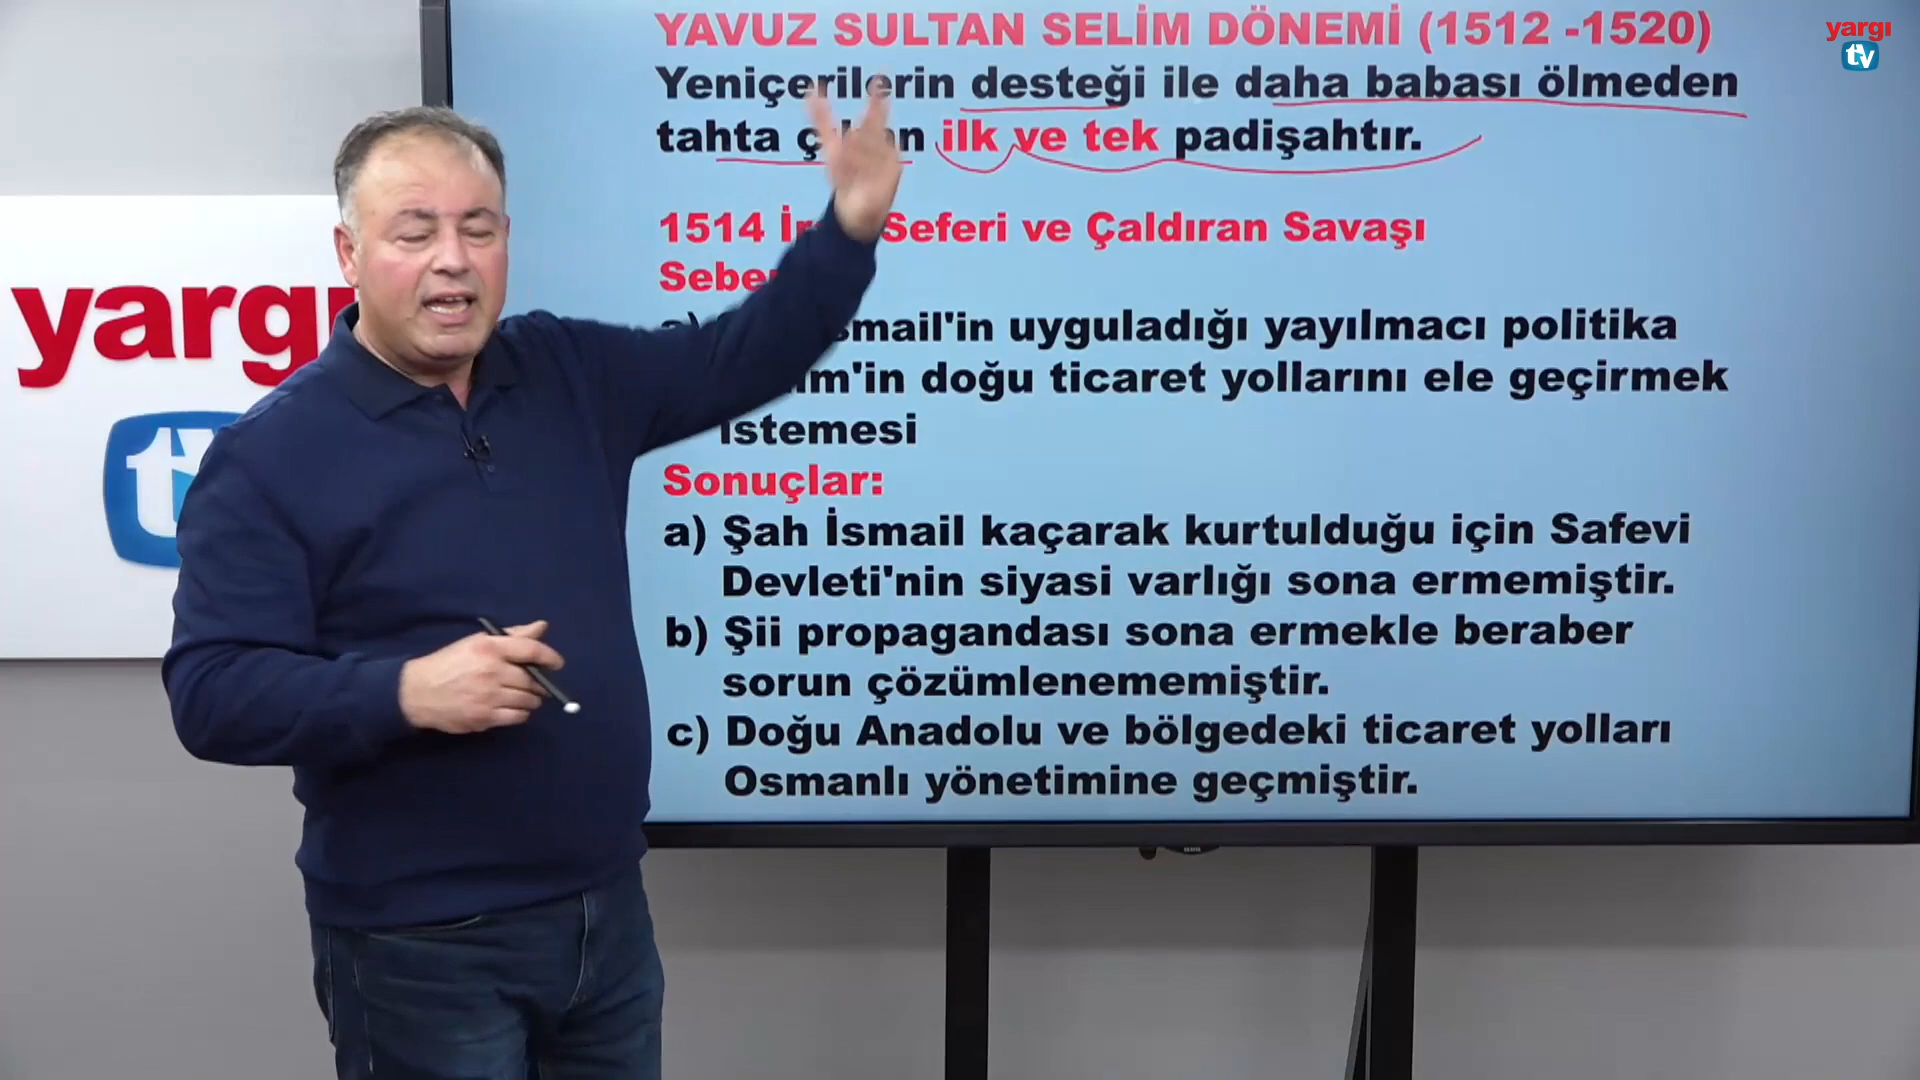 YAVUZ SULTAN SELİM DÖNEMİ (1512 -1520)
Yeniçerilerin desteği ile daha babası ölmeden
tahta ilk ve tek padişahtır.
1514 Seferi ve Çaldıran Savaşı
uyguladığı yayılmacı politika
doğu ticaret yollarını ele geçirmek
istemesi
Sonuçlar:
a) Şah İsmail kaçarak kurtulduğu için Safevi
Devleti'nin siyasi varlığı sona ermemiştir.
b) Şii propagandası sona ermekle beraber
sorun çözümlenememiştir.
c) Doğu Anadolu ve bölgedeki ticaret yolları
Osmanlı yönetimine geçmiştir.
yargı
tv
yargı
tv